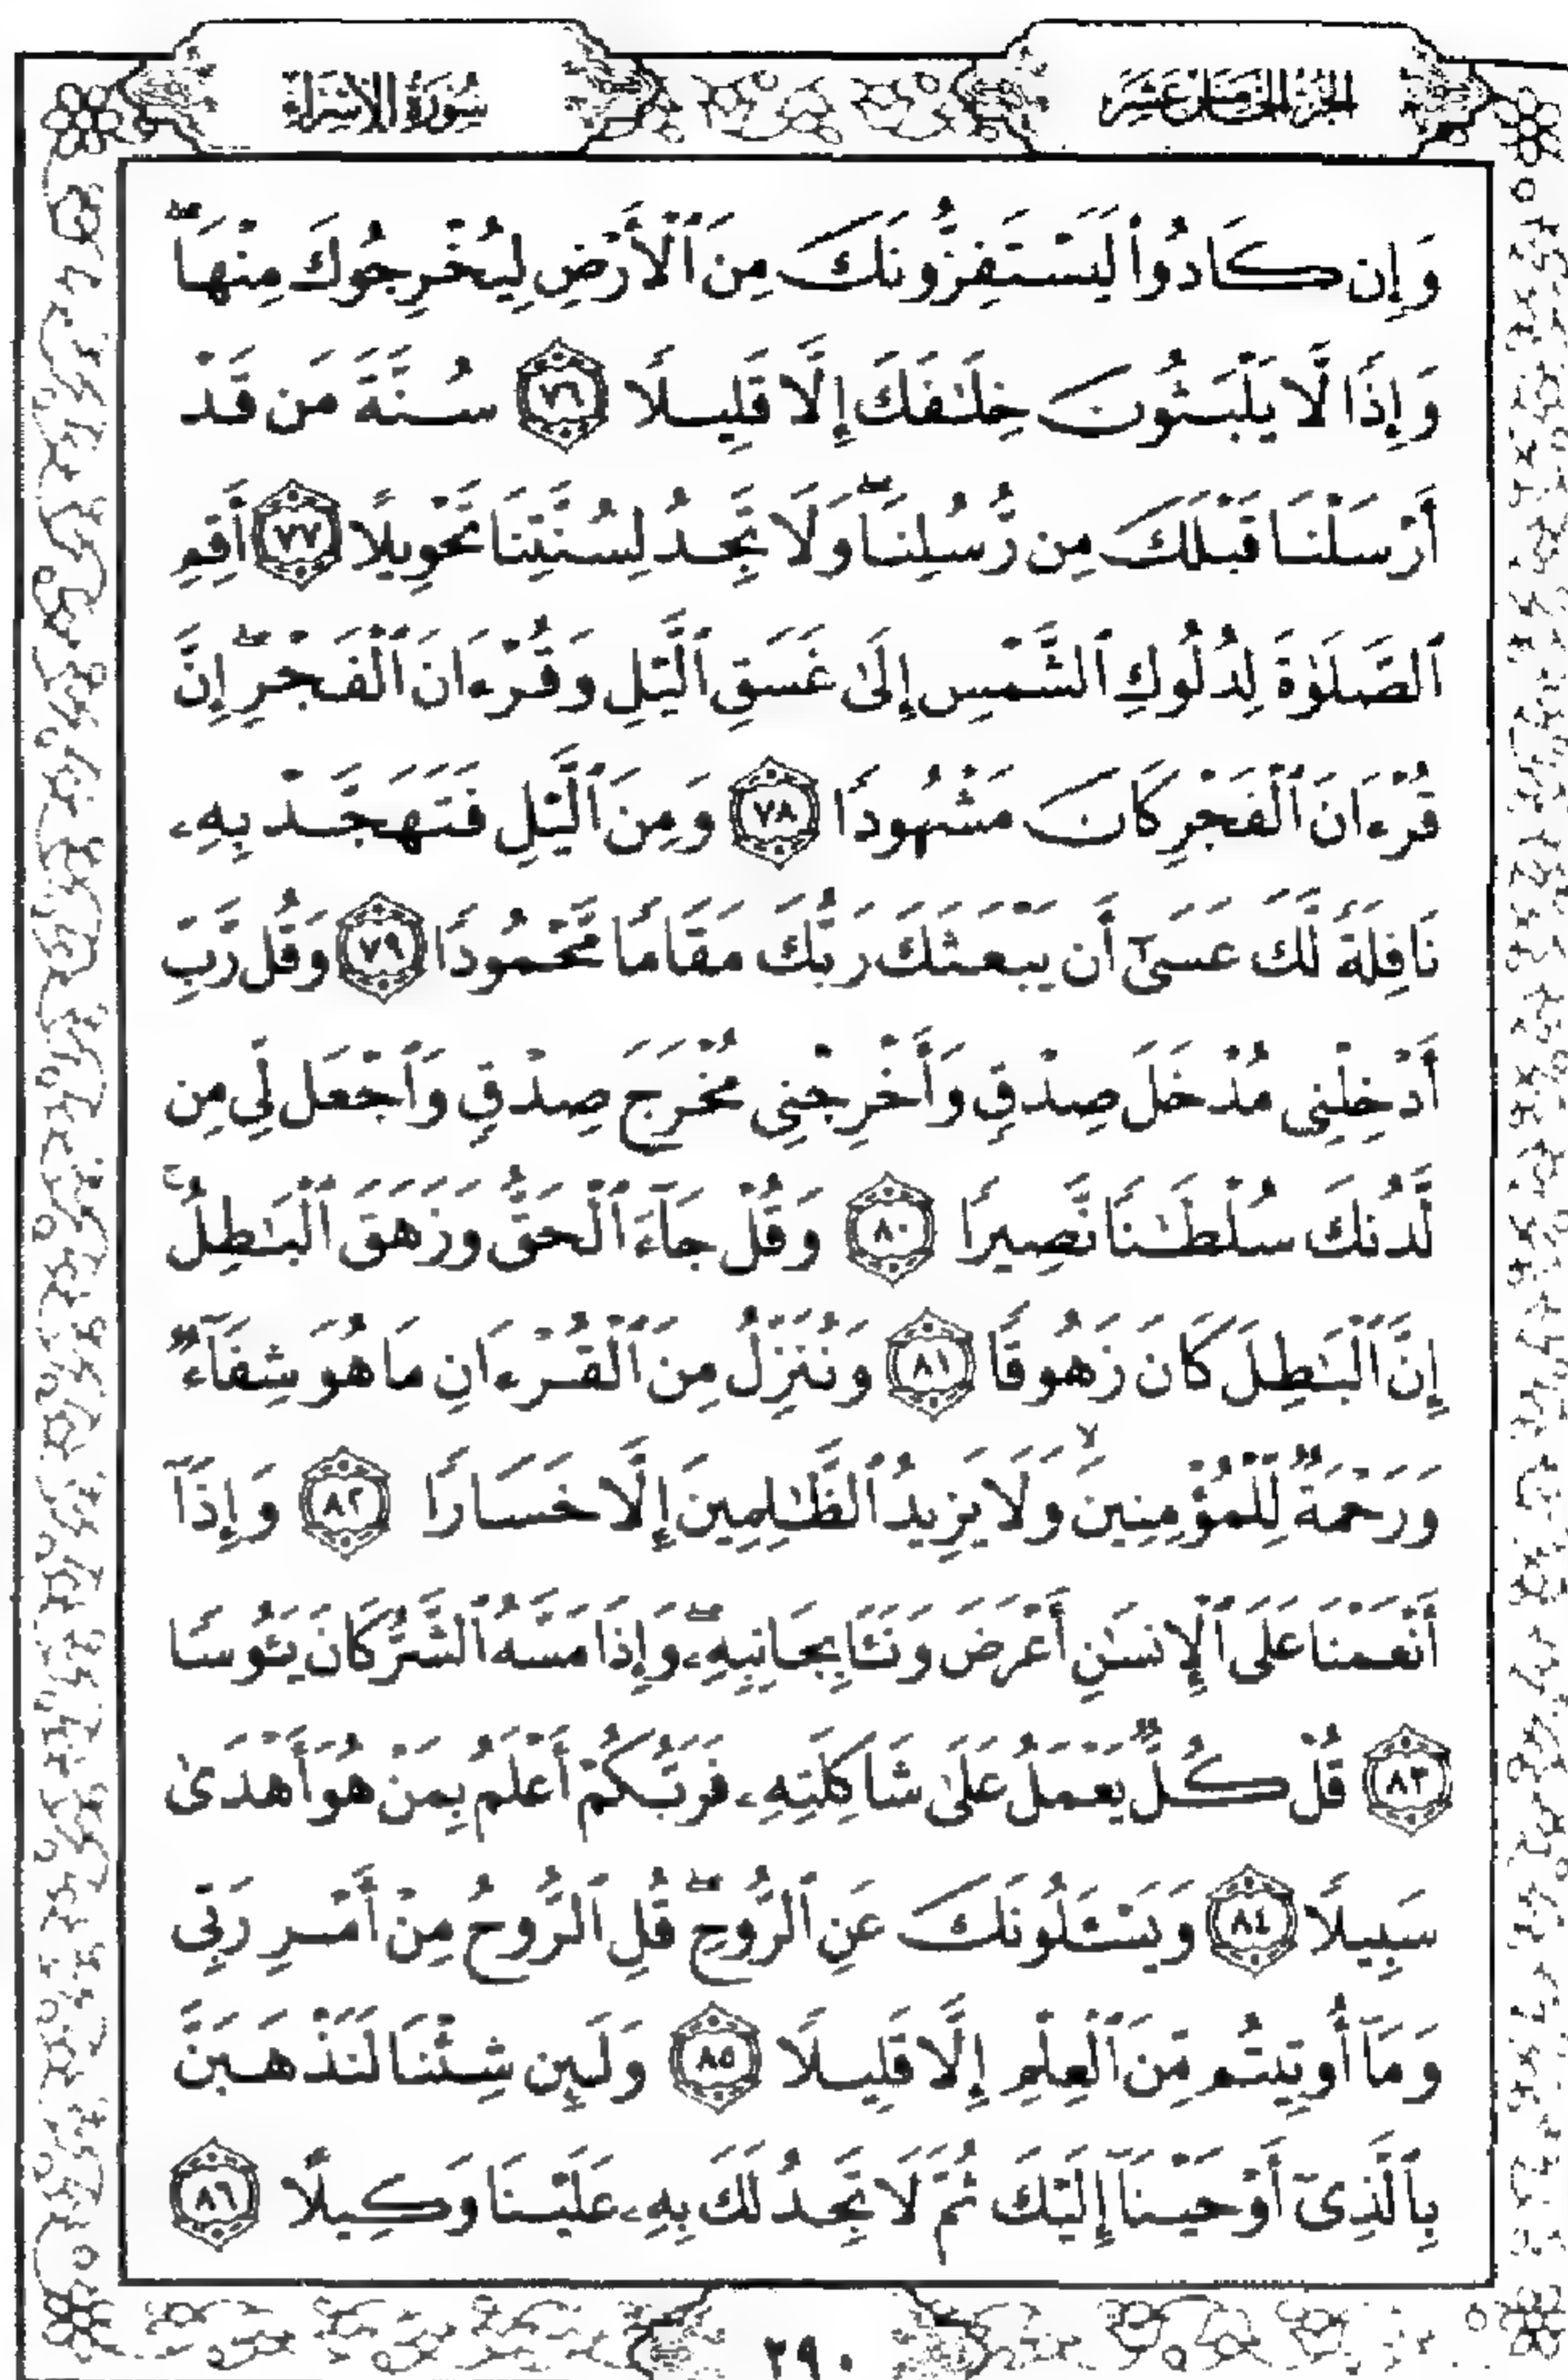 الجزء الخامس عشر
سورة الإسراء
وَإِن كَادُوا۟ لَيَسْتَفِزُّونَكَ مِنَ ٱلْأَرْضِ لِيُخْرِجُوكَ مِنْهَا ۖ
وَإِذًا لَّا يَلْبَثُونَ خِلَـٰفَكَ إِلَّا قَلِيلًا ٧٦ سُنَّةَ مَن قَدْ
أَرْسَلْنَا قَبْلَكَ مِن رُّسُلِنَا ۖ وَلَا تَجِدُ لِسُنَّتِنَا تَحْوِيلًا ٧٧ أَقِمِ
ٱلصَّلَوٰةَ لِدُلُوكِ ٱلشَّمْسِ إِلَىٰ غَسَقِ ٱلَّيْلِ وَقُرْءَانَ ٱلْفَجْرِ ۖ إِنَّ
قُرْءَانَ ٱلْفَجْرِ كَانَ مَشْهُودًا ٧٨ وَمِنَ ٱلَّيْلِ فَتَهَجَّدْ بِهِۦ
نَافِلَةً لَّكَ عَسَىٰٓ أَن يَبْعَثَكَ رَبُّكَ مَقَامًا مَّحْمُودًا ٧٩ وَقُل رَّبِّ
أَدْخِلْنِى مُدْخَلَ صِدْقٍ وَأَخْرِجْنِى مُخْرَجَ صِدْقٍ وَٱجْعَل لِّى مِن
لَّدُنكَ سُلْطَـٰنًا نَّصِيرًا ٨٠ وَقُلْ جَآءَ ٱلْحَقُّ وَزَهَقَ ٱلْبَـٰطِلُ ۚ
إِنَّ ٱلْبَـٰطِلَ كَانَ زَهُوقًا ٨١ وَنُنَزِّلُ مِنَ ٱلْقُرْءَانِ مَا هُوَ شِفَآءٌ
وَرَحْمَةٌ لِّلْمُؤْمِنِينَ ۙ وَلَا يَزِيدُ ٱلظَّـٰلِمِينَ إِلَّا خَسَارًا ٨٢ وَإِذَآ
أَنْعَمْنَا عَلَى ٱلْإِنسَـٰنِ أَعْرَضَ وَنَـَٔا بِجَانِبِهِۦ ۖ وَإِذَا مَسَّهُ ٱلشَّرُّ كَانَ يَـُٔوسًا
٨٣ قُلْ كُلٌّ يَعْمَلُ عَلَىٰ شَاكِلَتِهِۦ فَرَبُّكُمْ أَعْلَمُ بِمَنْ هُوَ أَهْدَىٰ
سَبِيلًا ٨٤ وَيَسْـَٔلُونَكَ عَنِ ٱلرُّوحِ ۖ قُلِ ٱلرُّوحُ مِنْ أَمْرِ رَبِّى
وَمَآ أُوتِيتُم مِّنَ ٱلْعِلْمِ إِلَّا قَلِيلًا ٨٥ وَلَئِن شِئْنَا لَنَذْهَبَنَّ
بِٱلَّذِىٓ أَوْحَيْنَآ إِلَيْكَ ثُمَّ لَا تَجِدُ لَكَ بِهِۦ عَلَيْنَا وَكِيلًا ٨٦
٢٩٠